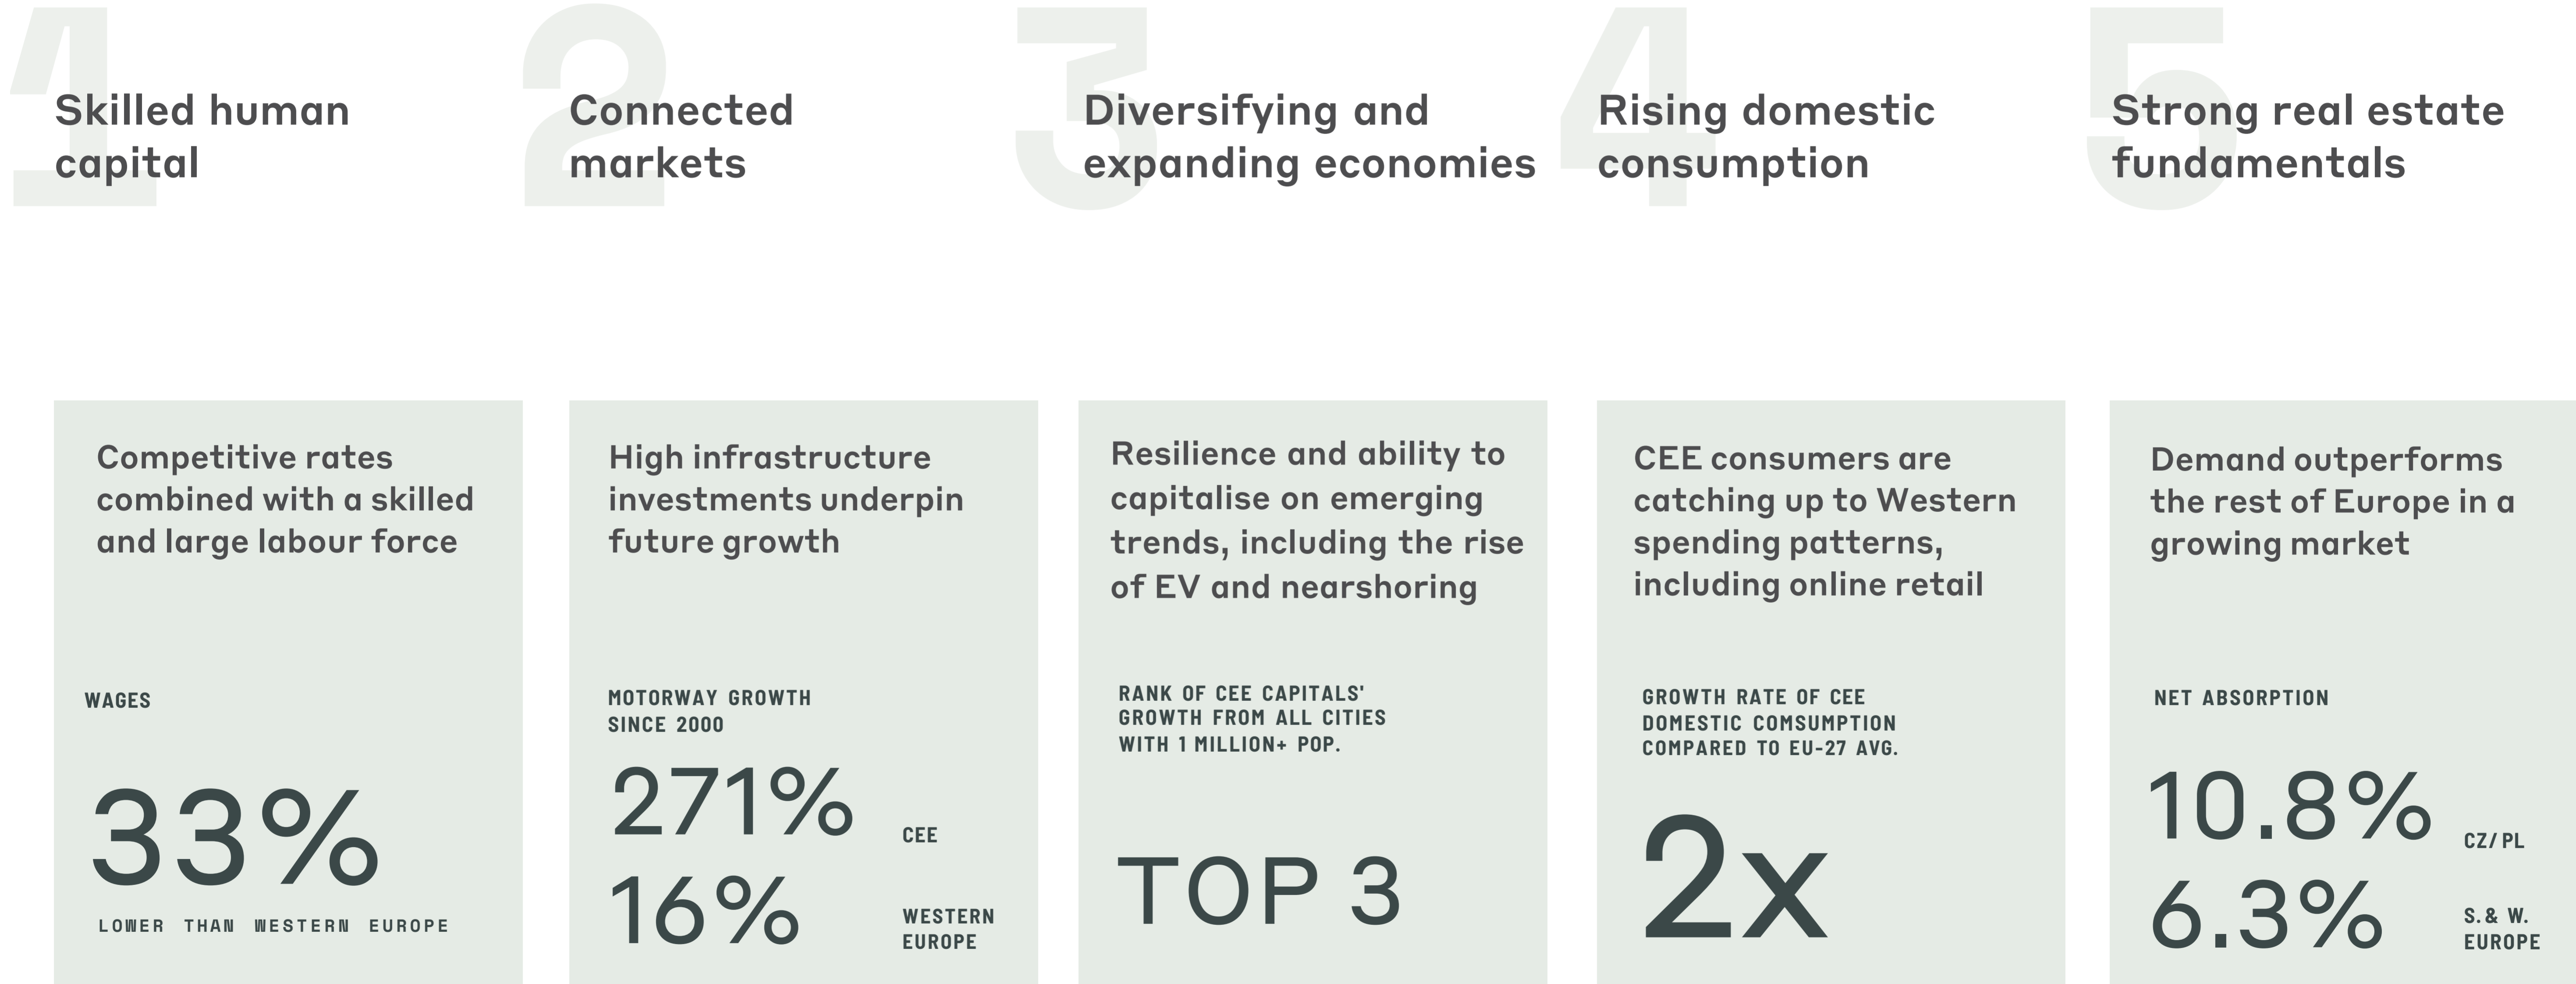 1
Skilled human
capital
2
Connected
markets
3
Diversifying and
expanding economies
4
Rising domestic
consumption
5
Strong real estate
fundamentals
Competitive rates
combined with a skilled
and large labour force
WAGES
33%
LOWER THAN WESTERN EUROPE
High infrastructure
investments underpin
future growth
MOTORWAY GROWTH
SINCE 2000
271%
CEE
16%
WESTERN
EUROPE
Resilience and ability to
capitalise on emerging
trends, including the rise
of EV and nearshoring
RANK OF CEE CAPITALS'
GROWTH FROM ALL CITIES
WITH 1 MILLION+ POP.
TOP 3
CEE consumers are
catching up to Western
spending patterns,
including online retail
GROWTH RATE OF CEE
DOMESTIC COMSUMPTION
COMPARED TO EU-27 AVG.
2x
Demand outperforms
the rest of Europe in a
growing market
NET ABSORPTION
10.8%
CZ/PL
6.3%
S.& W.
EUROPE